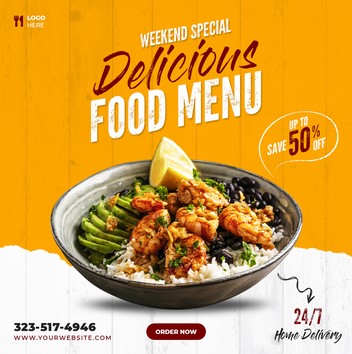 LOGO
HERE
WEEKEND SPECIAL
Delicious
FOOD MENU
UP TO
SAVE 50% OFF
24/7
Home Delivery
323-517-4946
WWW.YOURWEBSITE.COM
ORDER NOW